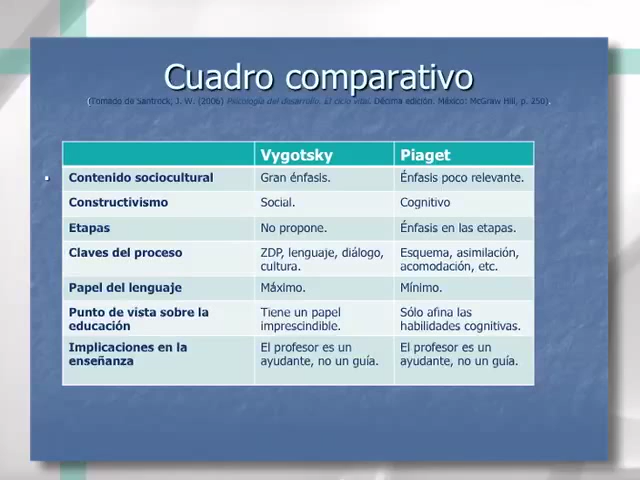 Cuadro comparativo
(Tomado de Santrock, J. W. (2006) Psicología del desarrollo. El ciclo vital. Décima edición. México: McGraw Hill, p. 250).
Vygotsky Piaget
Contenido sociocultural Gran énfasis. Énfasis poco relevante.
Constructivismo Social. Cognitivo
Etapas No propone. Énfasis en las etapas.
Claves del proceso ZDP, lenguaje, diálogo, Esquema, asimilación,
cultura. acomodación, etc.
Papel del lenguaje Máximo. Mínimo.
Punto de vista sobre la Tiene un papel Sólo afina las
educación imprescindible. habilidades cognitivas.
Implicaciones en la El profesor es un El profesor es un
enseñanza ayudante, no un guía. ayudante, no un guía.